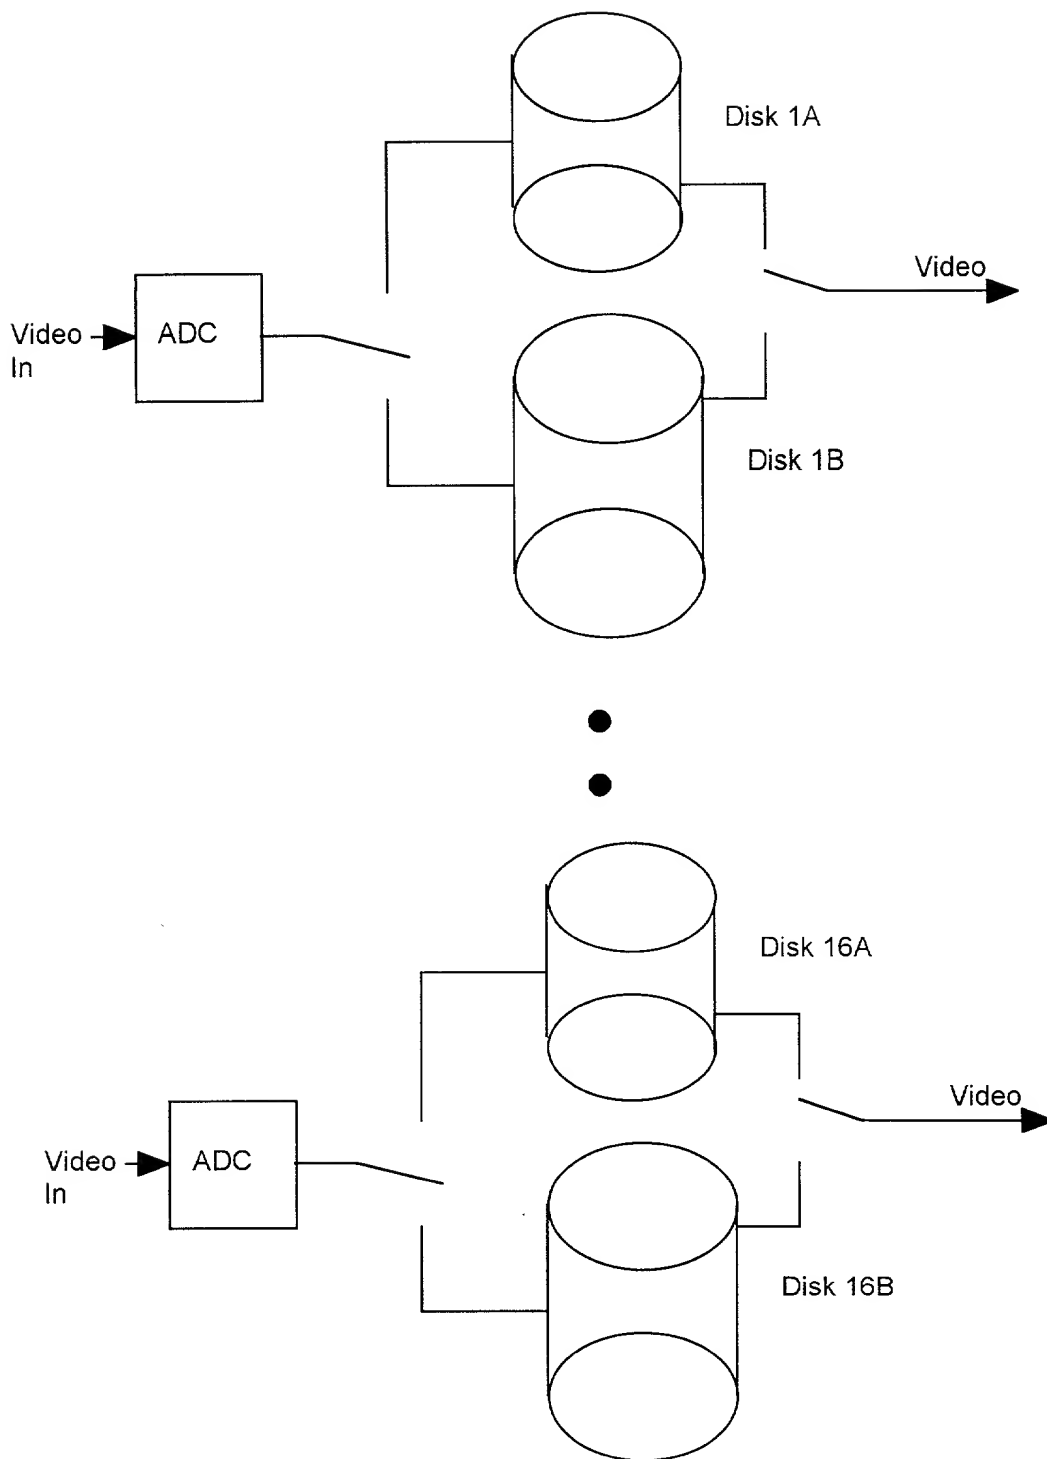 Disk 1A
Video
Video
In
ADC
Disk 1B
Disk 16A
Video
Video
In
ADC
Disk 16B